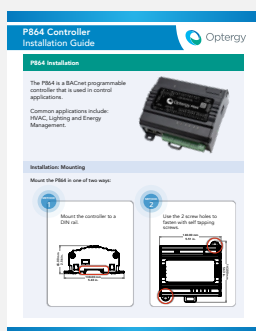 P864 Controller
Installation Guide
Optergy
P864 Installation
The P864 is a BACnet programmable
controller that is used in control
applications.
Common applications include:
HVAC, Lighting and Energy
Management.
Optergy P864
Installation: Mounting
Mount the P864 in one of two ways:
1
Mount the controller to a
DIN rail.
2
Use the 2 screw holes to
fasten with self tapping
screws.